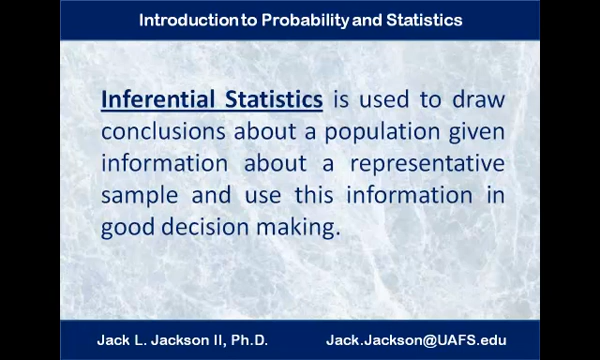 Introduction to Probability and Statistics
Inferential Statistics is used to draw
conclusions about a population given
information about a representative
sample and use this information in
good decision making.
Jack L. Jackson II, Ph.D. Jack.Jackson@UAFS.edu